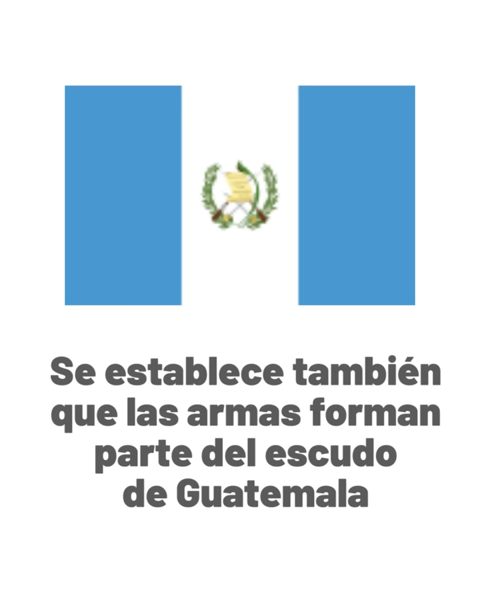 Se establece también
que las armas forman
parte del escudo
de Guatemala